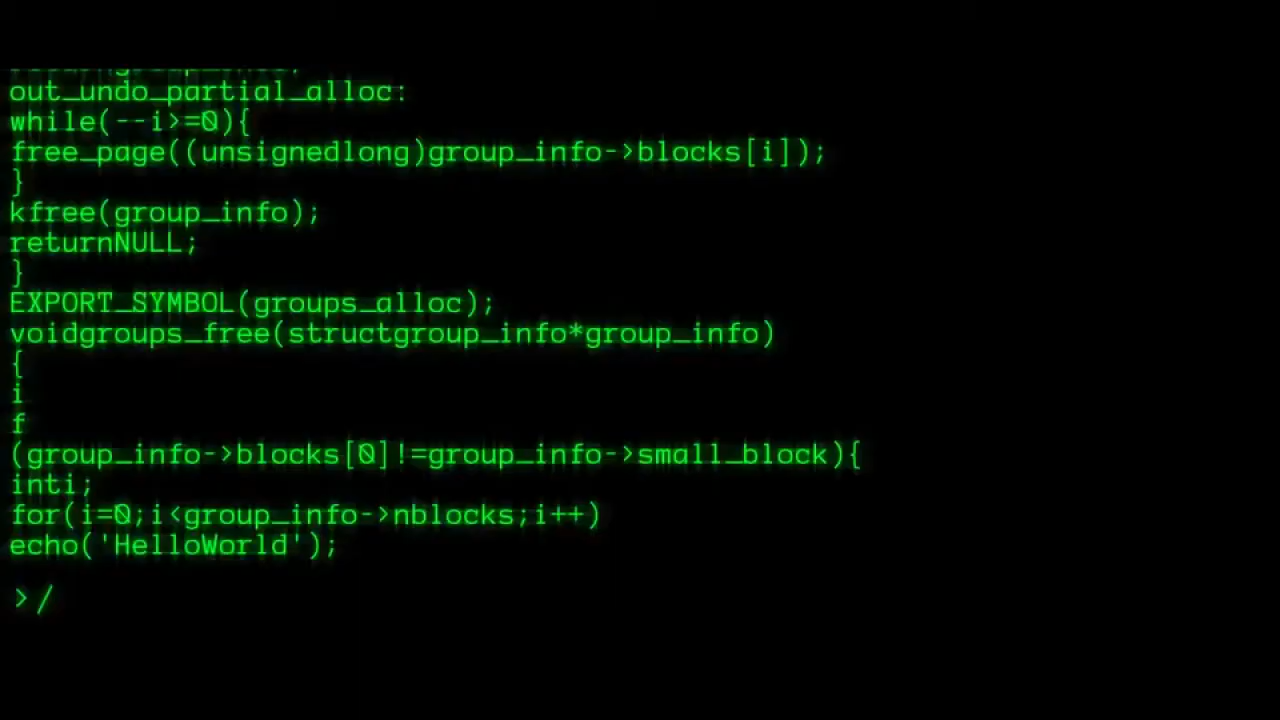 out_undo_partial_alloc:
while(--i>=0){
free_page((unsignedlong)group_info->blocks[i]);
}
kfree(group_info);
returnNULL;
}
EXPORT_SYMBOL(groups_alloc);
voidgroups_free(structgroup_info*group_info)
{
i
f
(group_info->blocks[0]!=group_info->small_block){
inti;
for(i=0;i<group_info->nblocks;i++)
echo('HelloWorld');
>/